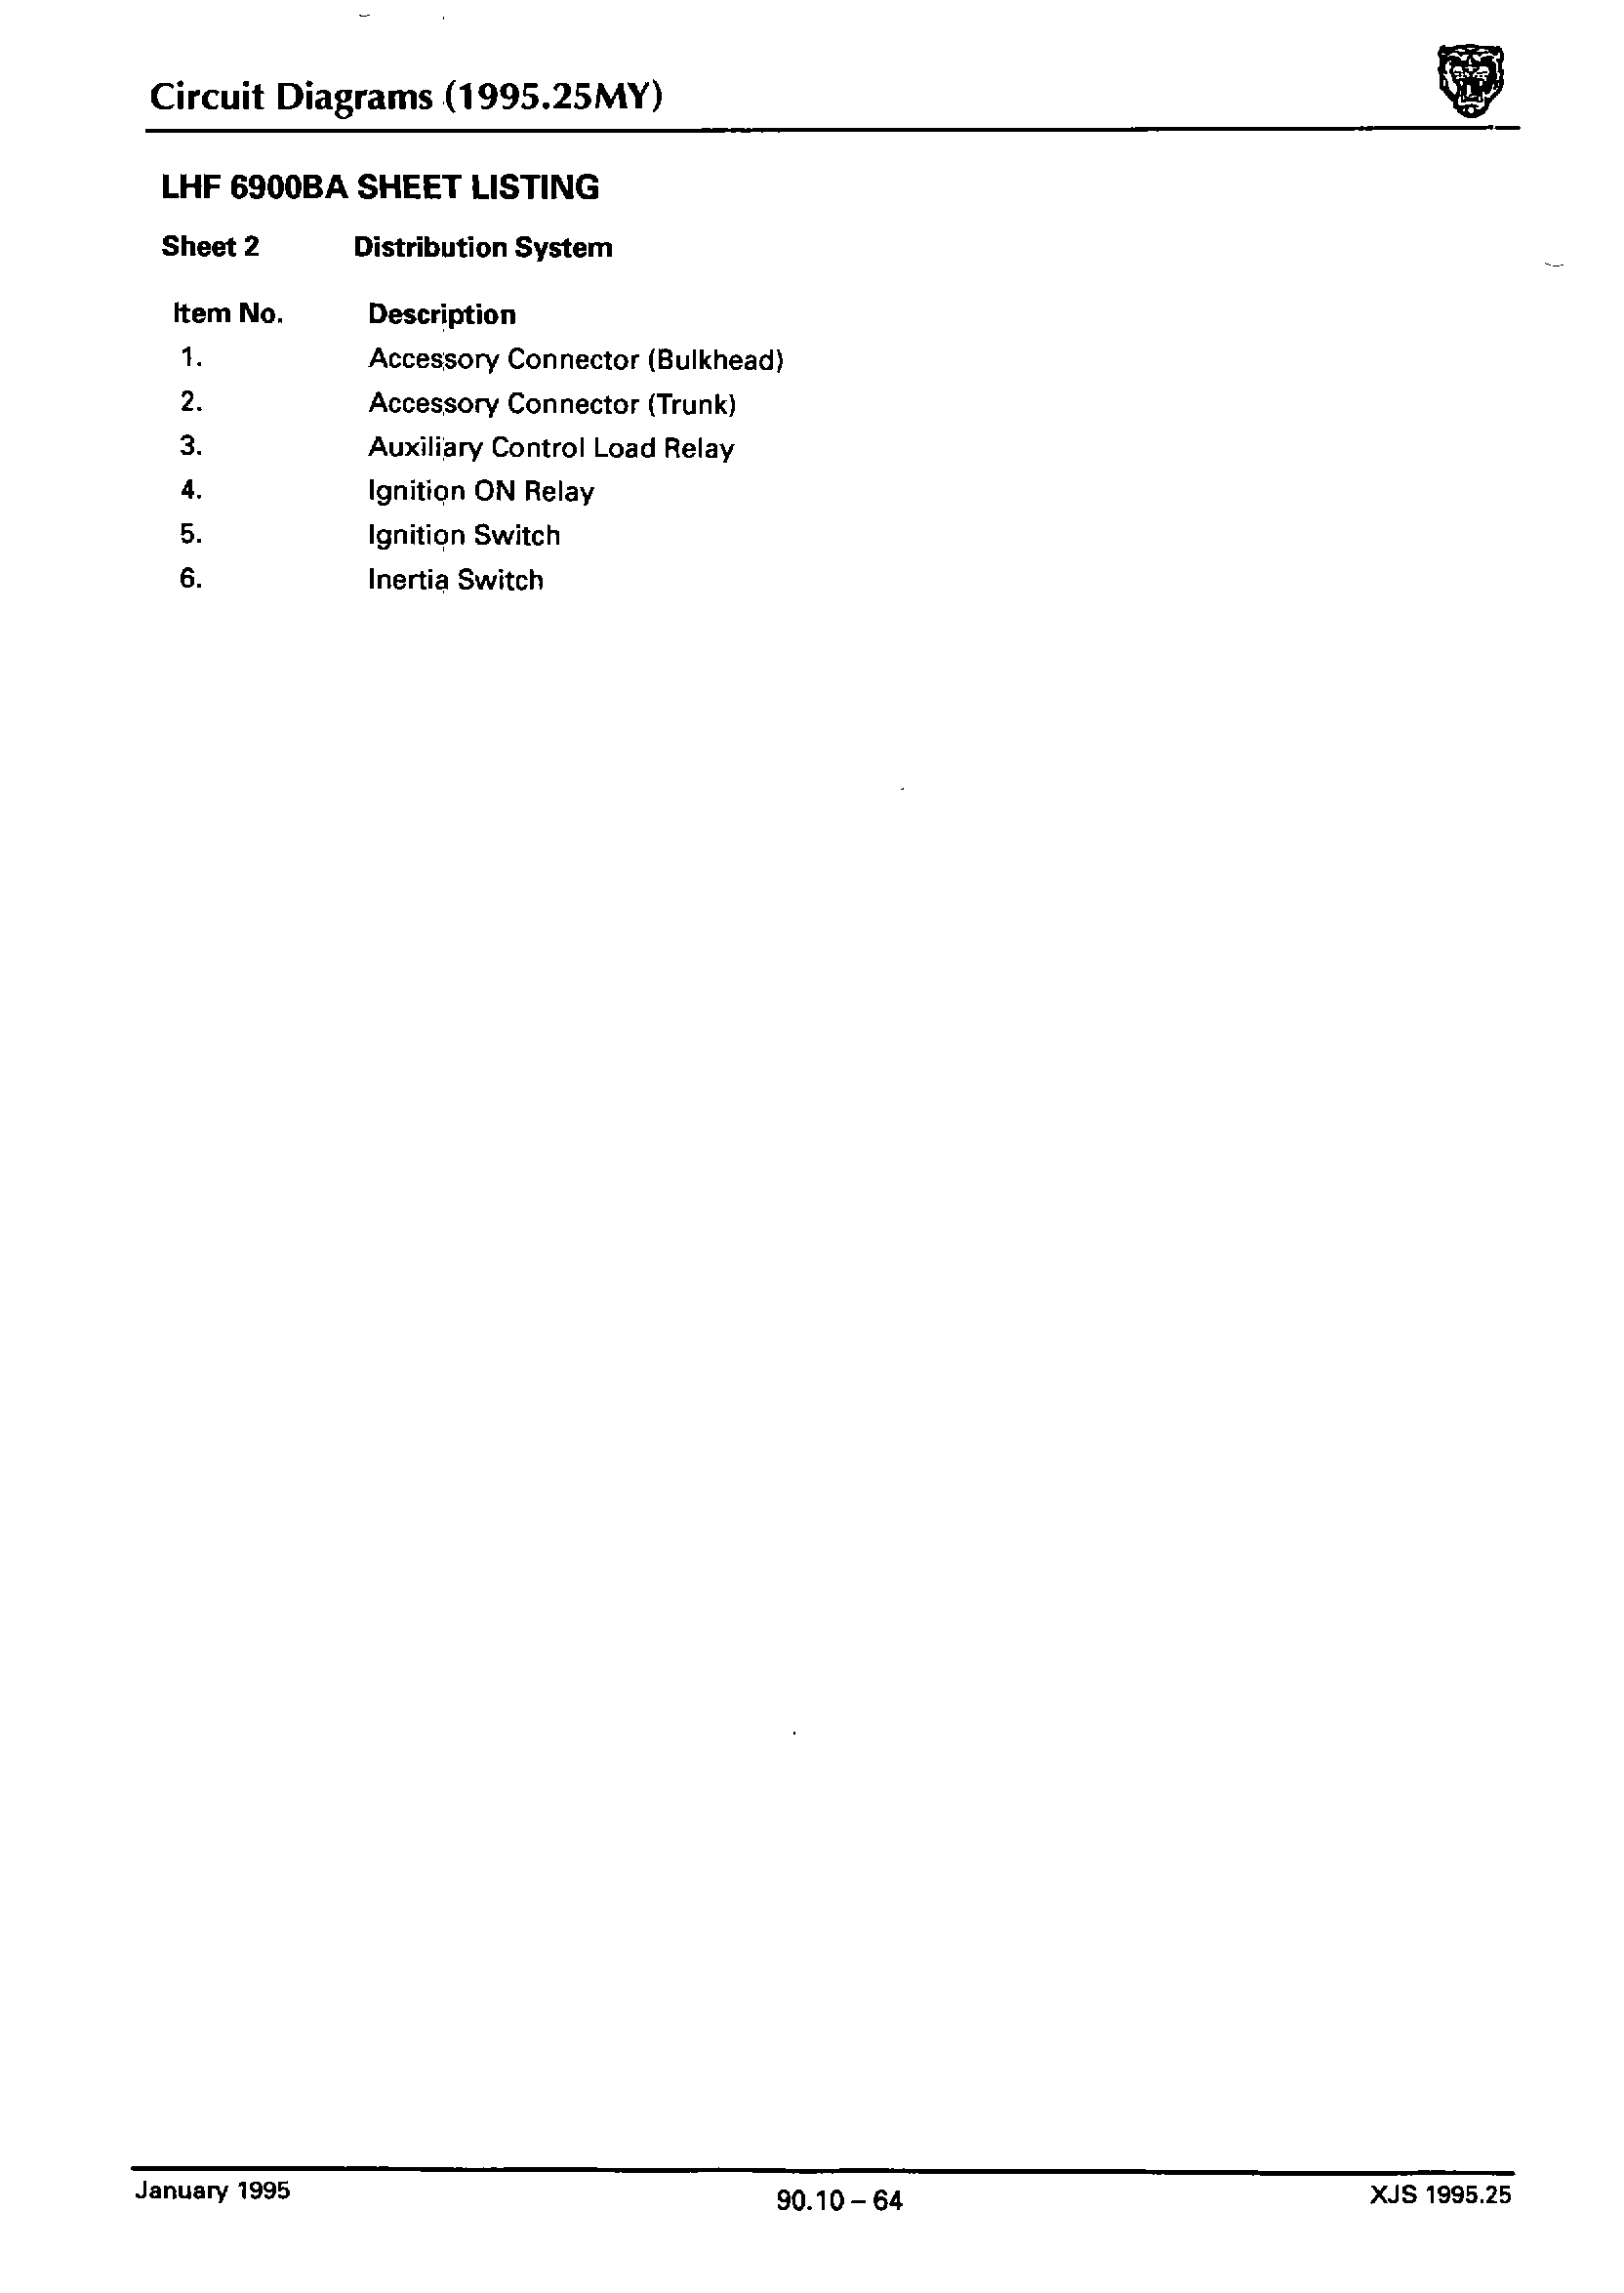 Circuit Diagrams (1995.25MY)
LHF 6900BA SHEET LISTING
Sheet 2 Distribution System
Item No. Description
1. Accessory Connector (Bulkhead)
2. Accessory Connector (Trunk)
3. Auxiliary Control Load Relay
4. Ignition ON Relay
5. Ignition Switch
6. Inertia Switch
January 1995 90.10 – 64 XJS 1995.25